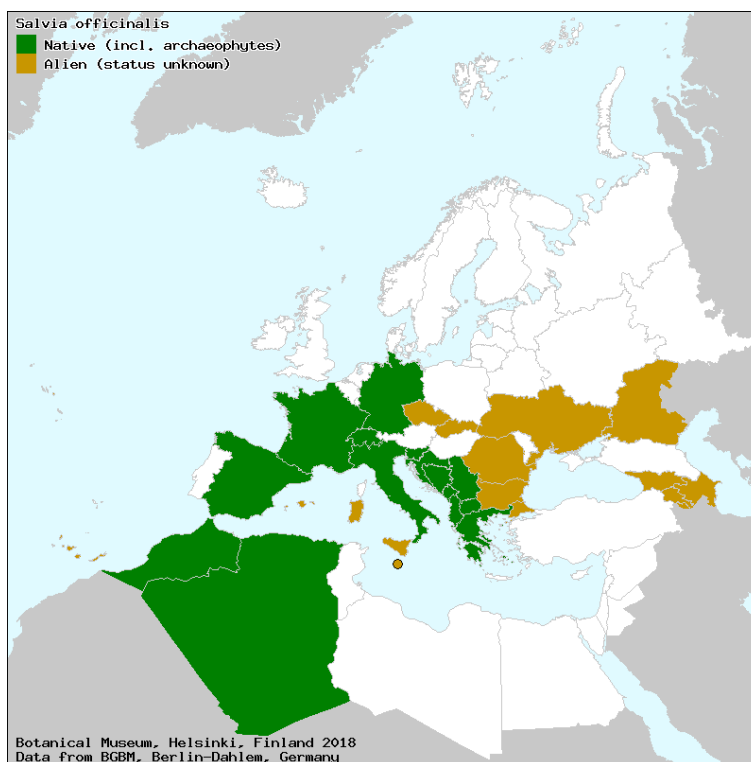 Salvia officinalis
Native (incl. archaeophytes)
Alien (status unknown)
Botanical Museum, Helsinki, Finland 2018
Data from BGBM, Berlin-Dahlem, Germany